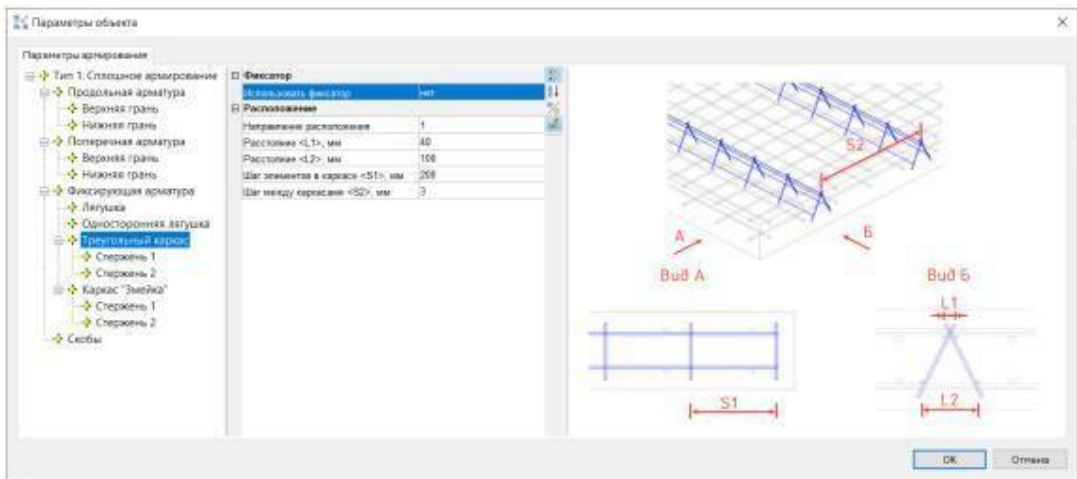 Параметры объекта
Параметры армирования
Тип 1. Сплошное армирование
Продольная арматура
Верхняя грань
Нижняя грань
Поперечная арматура
Верхняя грань
Нижняя грань
Фиксирующая арматура
Лягушка
Односторонняя лягушка
Треугольный каркас
Стержень 1
Стержень 2
Каркас "Змейка"
Стержень 1
Стержень 2
Скобы
Фиксатор
Использовать фиксатор нет
Расположение
Направление расположения 1
Расстояние <L1>, мм 40
Расстояние <L2>, мм 100
Шаг элементов в каркасе <S1>, мм 200
Шаг между каркасами <S2>, мм 3
S2
А
Б
Вид А
Вид Б
L1
S1
L2
OK
Отмена